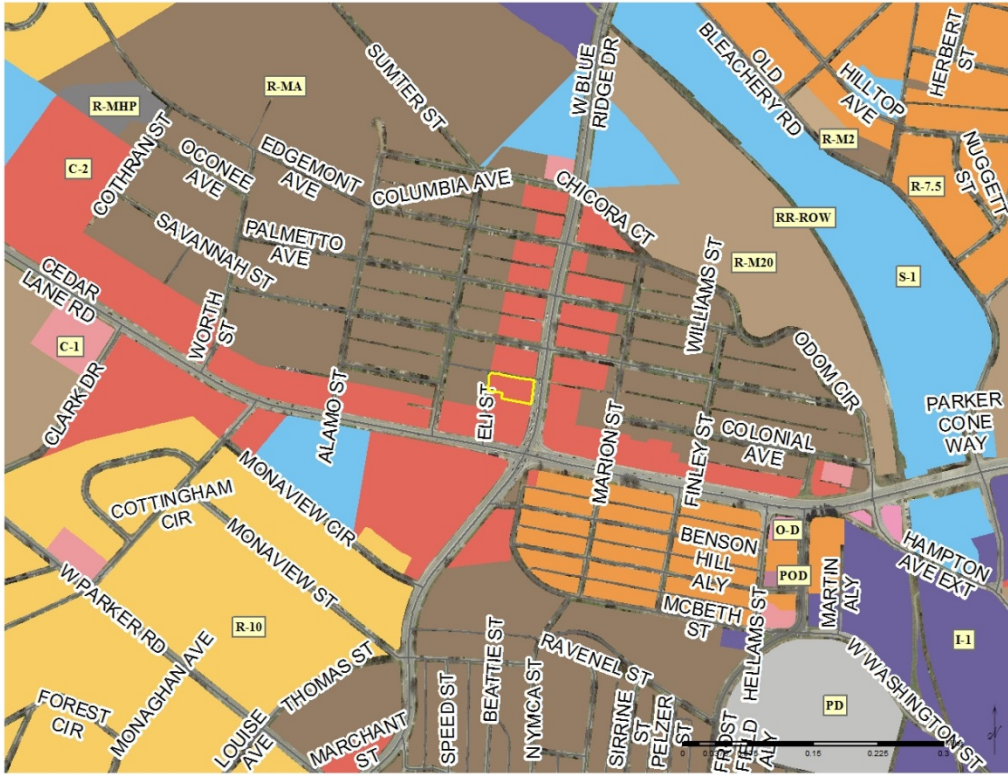 SUMTER ST
W BLUE
RIDGE DR
OLD
BLEACHERY RD
HILLTOP
AVE
HERBERT
ST
NUGGETT
ST
R-MHP
R-MA
R-M2
R-7.5
C-2
COTHRAN ST
OCONEE
AVE
EDGEMONT
AVE
COLUMBIA AVE
CHICORA CT
SAVANNAH ST
PALMETTO
AVE
WILLIAMS ST
RR-ROW
R-M20
S-1
CEDAR
LANE RD
WORTH
ST
C-1
CLARK DR
ALAMO ST
ELI ST
MARION ST
FINLEY ST
COLONIAL
AVE
ODOM CIR
PARKER
CONE
WAY
COTTINGHAM
CIR
MONAVIEW CIR
MONAVIEW ST
BENSON
HILL
ALY
MCBETH
ST
O-D
POD
MARTIN
ALY
HAMPTON
AVE EXT
I-1
W PARKER RD
R-10
MONAGHAN AVE
FOREST
CIR
THOMAS ST
LOUISE
AVE
MARCHANT
ST
SPEED ST
BEATTIE ST
NYMCA ST
RAVENEL ST
SIRRINE
ST
PELZER
ST
HELLAMS ST
FROST
FIELD
ALY
PD
W WASHINGTON ST
0.15
0.225
0.3